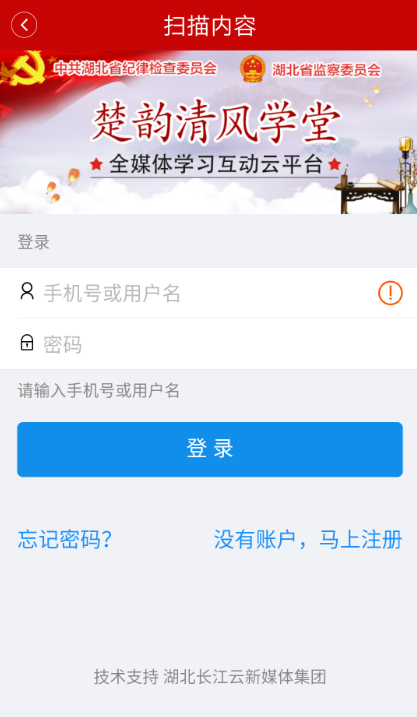 扫描内容
中共湖北省纪律检查委员会 湖北省监察委员会
楚韵清风学堂
全媒体学习互动云平台
登录
手机号或用户名
密码
请输入手机号或用户名
登 录
忘记密码? 没有账户，马上注册
技术支持 湖北长江云新媒体集团